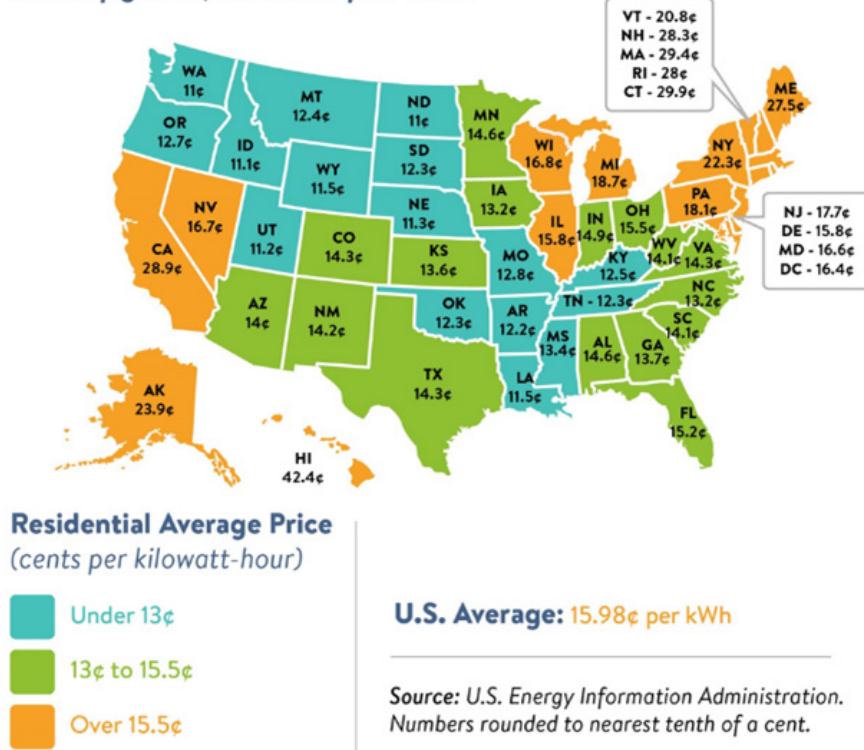 VT - 20.8¢
NH - 28.3¢
MA - 29.4¢
RI - 28¢
CT - 29.9¢
WA
11¢
MT
12.4¢
ND
11¢
MN
14.6¢
ME
27.5¢
OR
12.7¢
ID
11.1¢
SD
12.3¢
WI
16.8¢
MI
18.7¢
NY
22.3¢
WY
11.5¢
IA
13.2¢
PA
18.1¢
NV
16.7¢
NE
11.3¢
IL
15.8¢
IN
14.9¢
OH
15.5¢
NJ - 17.7¢
DE - 15.8¢
MD - 16.6¢
DC - 16.4¢
UT
11.2¢
CO
14.3¢
KS
13.6¢
MO
12.8¢
KY
12.5¢
WV
14.1¢
VA
14.3¢
CA
28.9¢
AZ
14¢
NM
14.2¢
OK
12.3¢
AR
12.2¢
TN - 12.3¢
NC
13.2¢
SC
14.1¢
MS
13.4¢
AL
14.6¢
GA
13.7¢
TX
14.3¢
LA
11.5¢
FL
15.2¢
AK
23.9¢
HI
42.4¢
Residential Average Price
(cents per kilowatt-hour)
Under 13¢
13¢ to 15.5¢
Over 15.5¢
U.S. Average: 15.98¢ per kWh
Source: U.S. Energy Information Administration.
Numbers rounded to nearest tenth of a cent.